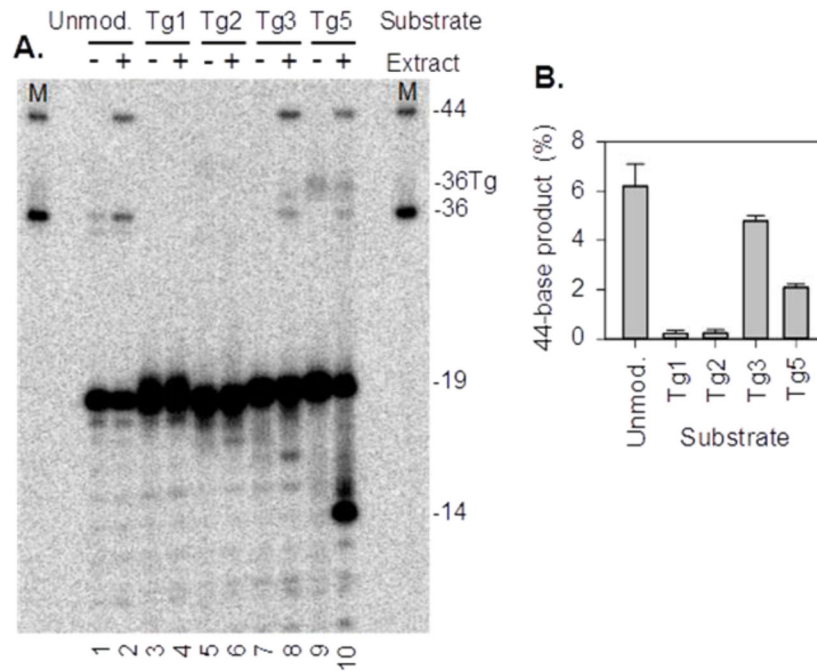 Unmod. Tg1 Tg2 Tg3 Tg5 Substrate
A. - + - + - + - + - + Extract
M M
-44
-36Tg
-36
-19
-14
1 2 3 4 5 6 7 8 9 10
B.
44-base product (%)
8
6
4
2
0
Unmod. Tg1 Tg2 Tg3 Tg5
Substrate